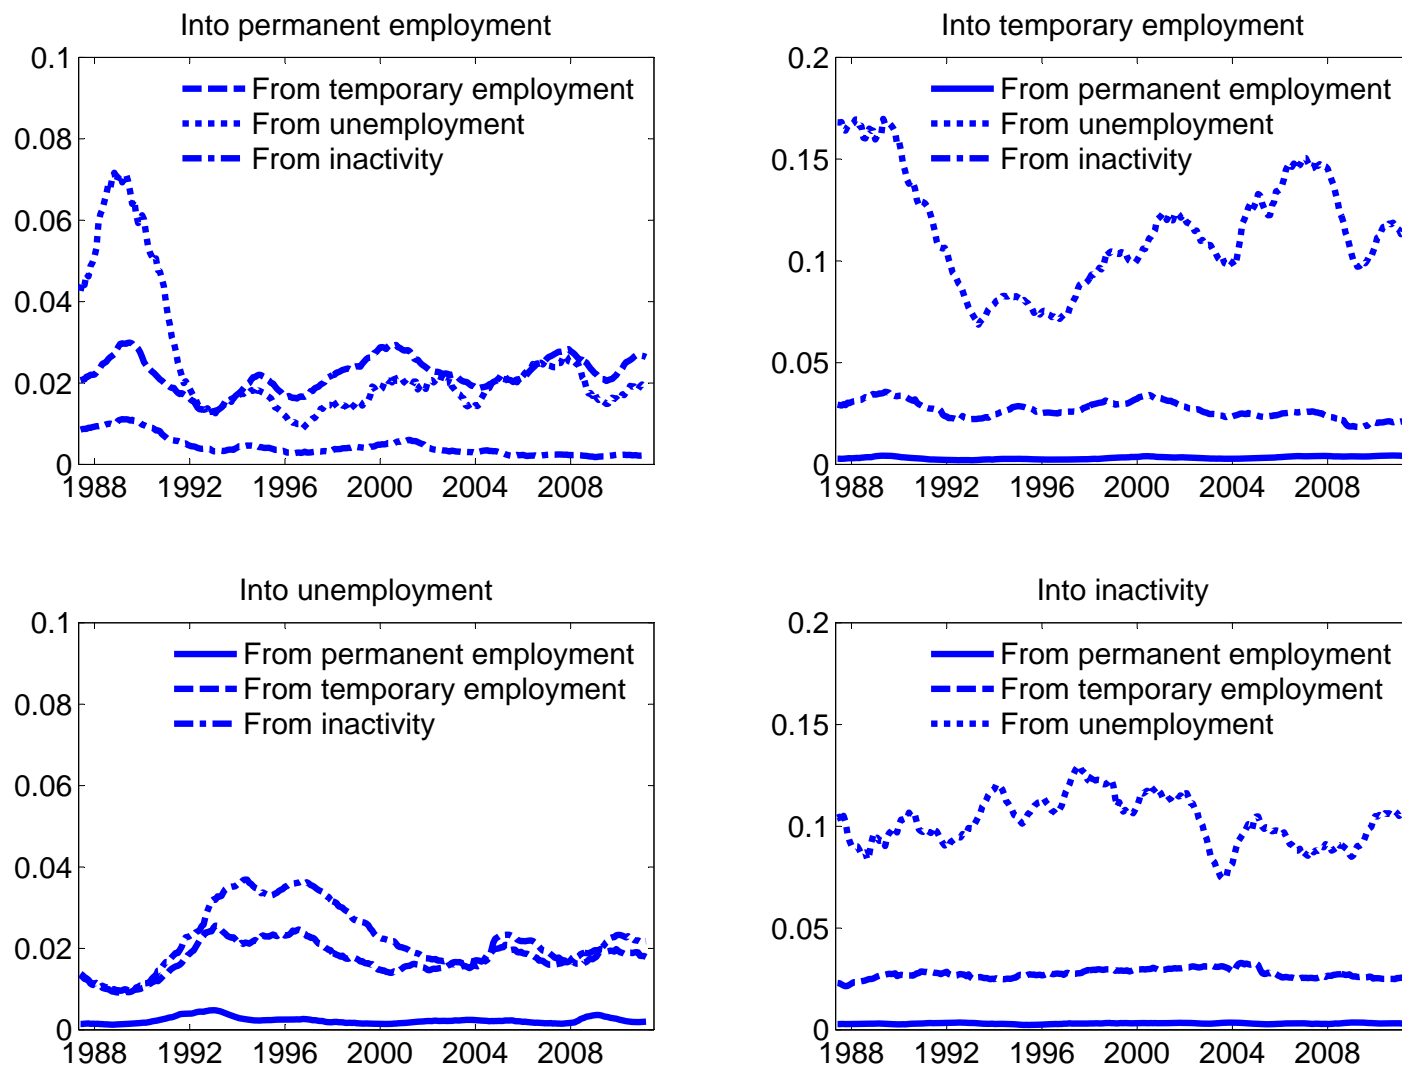 Into permanent employment
0.1
0.08
0.06
0.04
0.02
0
From temporary employment
From unemployment
From inactivity
1988 1992 1996 2000 2004 2008
Into temporary employment
0.2
0.15
0.1
0.05
0
From permanent employment
From unemployment
From inactivity
1988 1992 1996 2000 2004 2008
Into unemployment
0.1
0.08
0.06
0.04
0.02
0
From permanent employment
From temporary employment
From inactivity
1988 1992 1996 2000 2004 2008
Into inactivity
0.2
0.15
0.1
0.05
0
From permanent employment
From temporary employment
From unemployment
1988 1992 1996 2000 2004 2008